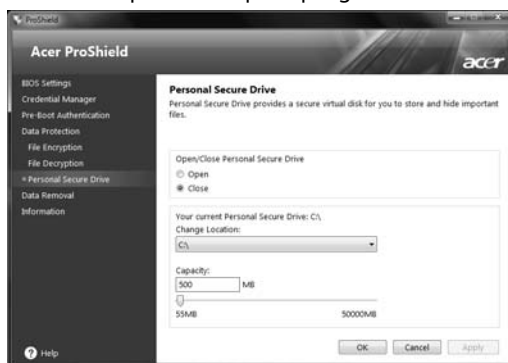 ProShield
Acer ProShield
acer
BIOS Settings
Credential Manager
Pre-Boot Authentication
Data Protection
File Encryption
File Decryption
Personal Secure Drive
Data Removal
Information
Help
Personal Secure Drive
Personal Secure Drive provides a secure virtual disk for you to store and hide important
files.
Open/Close Personal Secure Drive
Open
Close
Your current Personal Secure Drive: C:\,
Change Location:
C:\
Capacity:
500 MB
55MB 50000MB
OK Cancel Apply